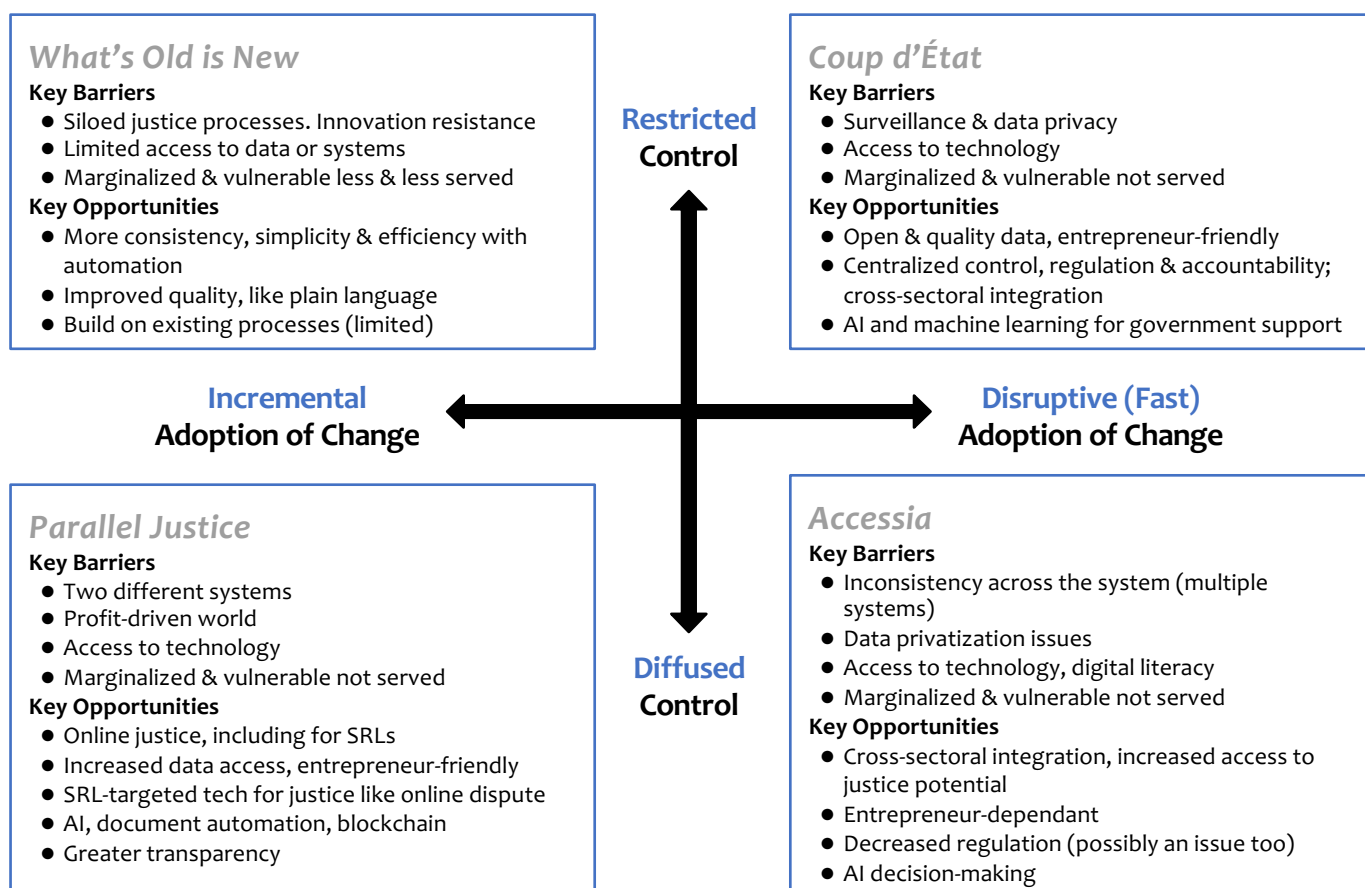 What's Old is New
Key Barriers
● Siloed justice processes. Innovation resistance
● Limited access to data or systems
● Marginalized & vulnerable less & less served
Key Opportunities
● More consistency, simplicity & efficiency with
automation
● Improved quality, like plain language
● Build on existing processes (limited)
Restricted
Control
Coup d'État
Key Barriers
● Surveillance & data privacy
● Access to technology
● Marginalized & vulnerable not served
Key Opportunities
● Open & quality data, entrepreneur-friendly
● Centralized control, regulation & accountability;
cross-sectoral integration
● AI and machine learning for government support
Incremental
Adoption of Change
Disruptive (Fast)
Adoption of Change
Parallel Justice
Key Barriers
● Two different systems
● Profit-driven world
● Access to technology
● Marginalized & vulnerable not served
Key Opportunities
● Online justice, including for SRLs
● Increased data access, entrepreneur-friendly
● SRL-targeted tech for justice like online dispute
● AI, document automation, blockchain
● Greater transparency
Diffused
Control
Accessia
Key Barriers
● Inconsistency across the system (multiple
systems)
● Data privatization issues
● Access to technology, digital literacy
● Marginalized & vulnerable not served
Key Opportunities
● Cross-sectoral integration, increased access to
justice potential
● Entrepreneur-dependant
● Decreased regulation (possibly an issue too)
● AI decision-making